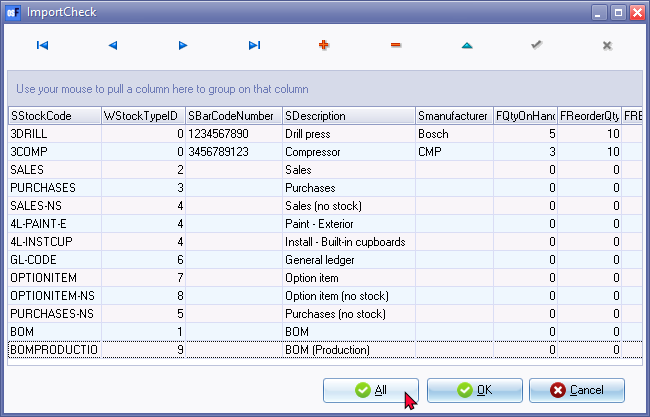 ImportCheck
Use your mouse to pull a column here to group on that column
SStockCode WStockTypeID SBarCodeNumber SDescription Smanufacturer FQtyOnHand FReorderQty FRE
3DRILL 0 1234567890 Drill press Bosch 5 10
3COMP 0 3456789123 Compressor CMP 3 10
SALES 2 Sales 0 0
PURCHASES 3 Purchases 0 0
SALES-NS 4 Sales (no stock) 0 0
4L-PAINT-E 4 Paint - Exterior 0 0
4L-INSTCUP 4 Install - Built-in cupboards 0 0
GL-CODE 6 General ledger 0 0
OPTIONITEM 7 Option item 0 0
OPTIONITEM-NS 8 Option item (no stock) 0 0
PURCHASES-NS 5 Purchases (no stock) 0 0
BOM 1 BOM 0 0
BOMPRODUCTIO 9 BOM (Production) 0 0
All OK Cancel